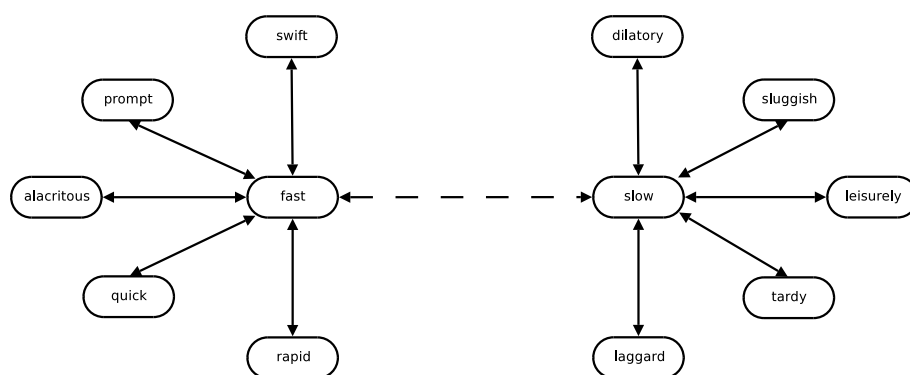 swift
dilatory
prompt
sluggish
alacritous
fast
slow
leisurely
quick
tardy
rapid
laggard